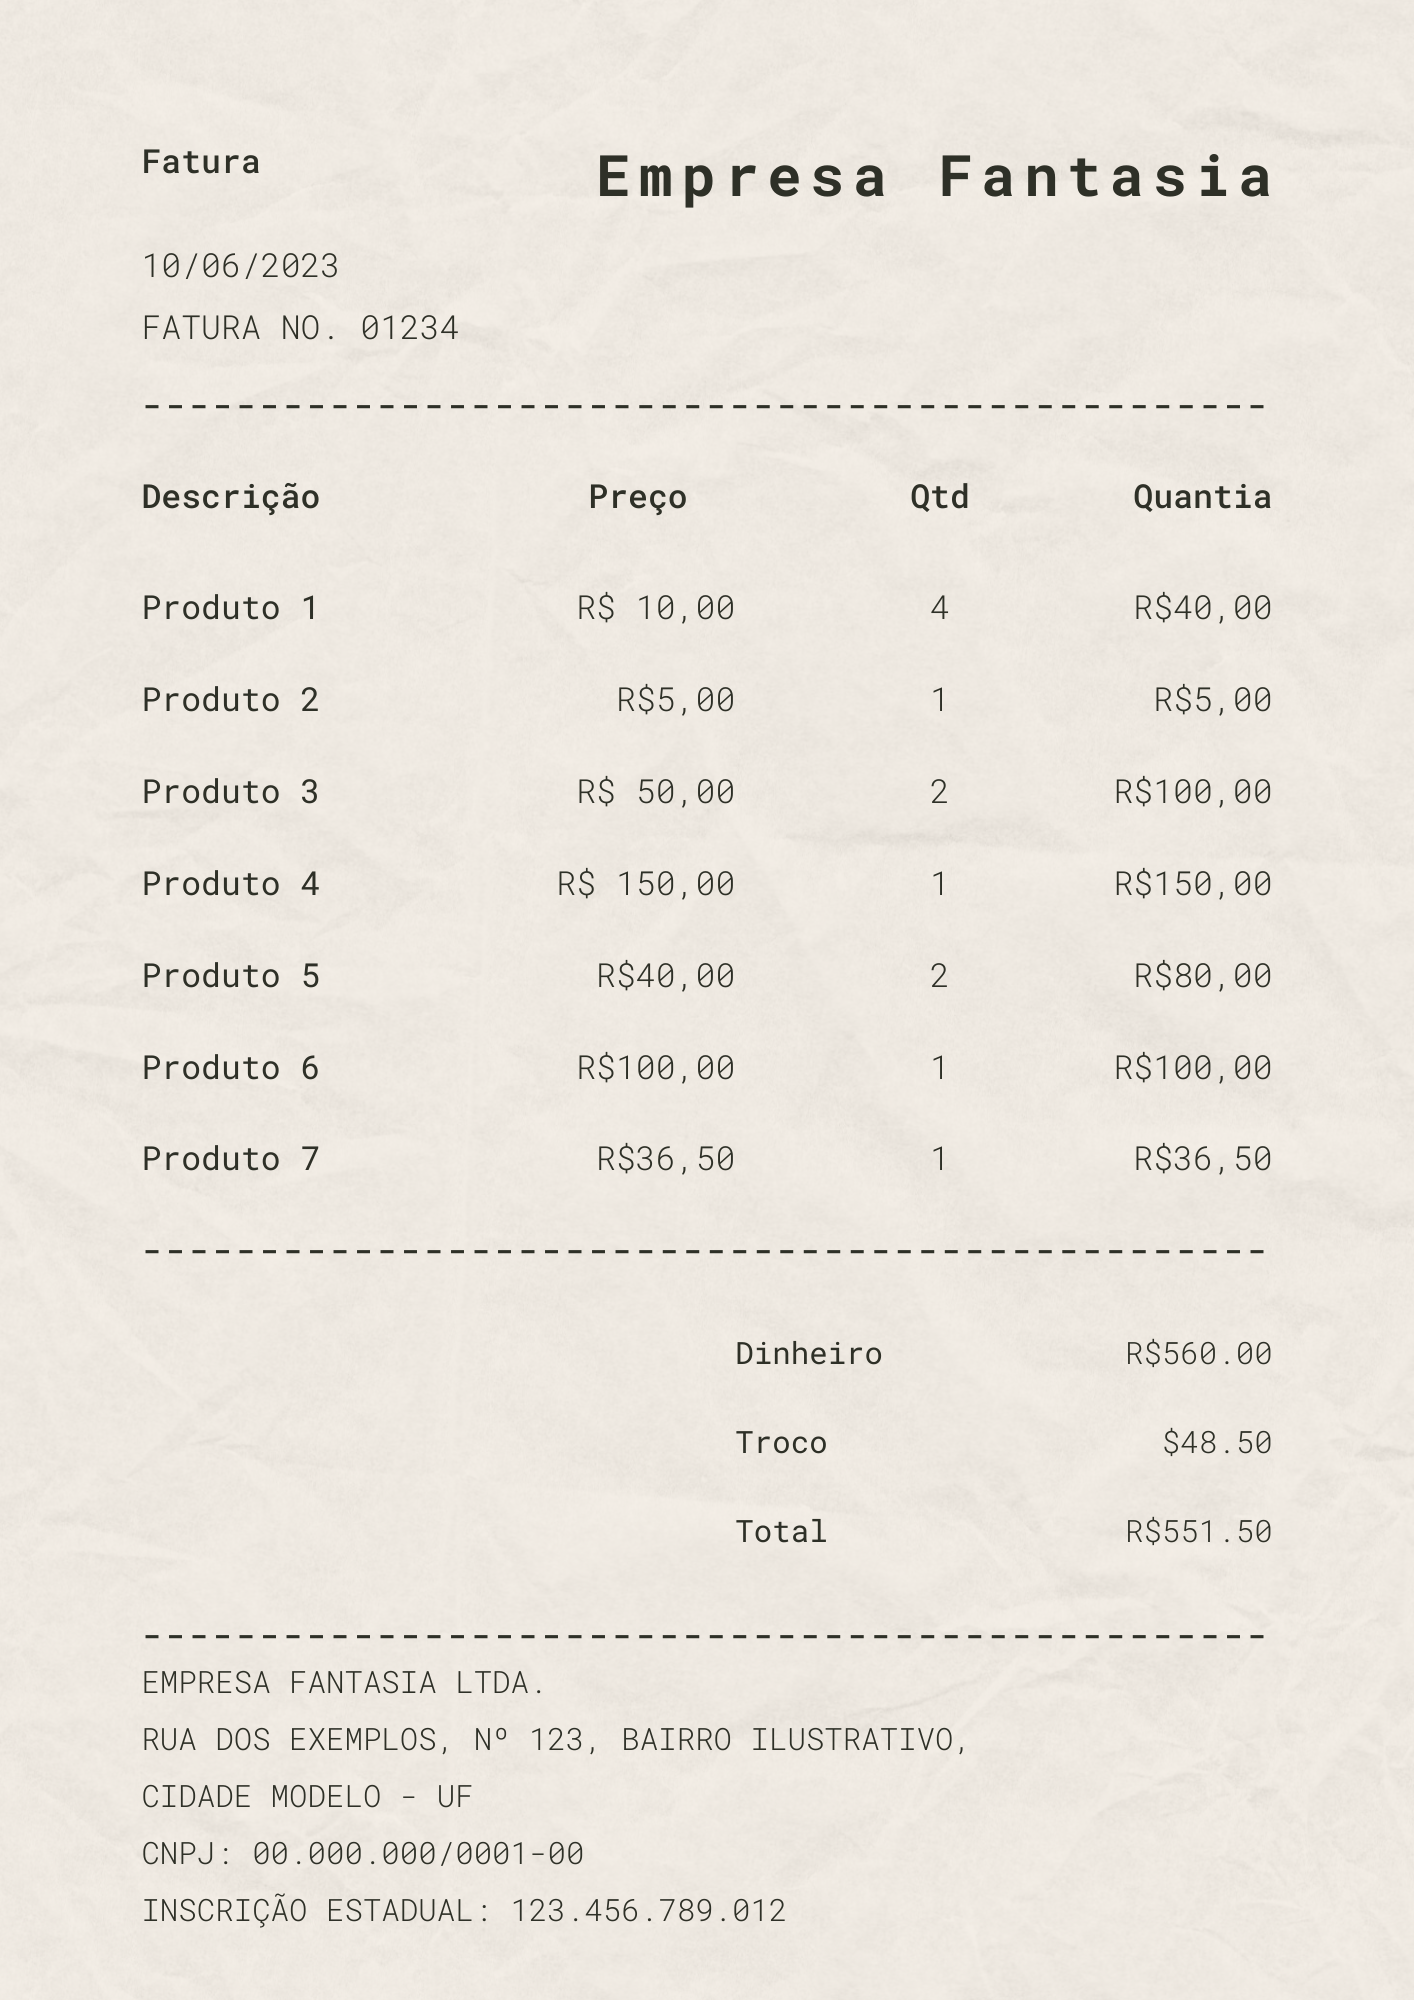 Fatura
Empresa Fantasia
10/06/2023
FATURA NO. 01234
Descrição Preço Qtd Quantia
Produto 1 R$ 10,00 4 R$40,00
Produto 2 R$5,00 1 R$5,00
Produto 3 R$ 50,00 2 R$100,00
Produto 4 R$ 150,00 1 R$150,00
Produto 5 R$40,00 2 R$80,00
Produto 6 R$100,00 1 R$100,00
Produto 7 R$36,50 1 R$36,50
Dinheiro R$560.00
Troco $48.50
Total R$551.50
EMPRESA FANTASIA LTDA.
RUA DOS EXEMPLOS, Nº 123, BAIRRO ILUSTRATIVO,
CIDADE MODELO - UF
CNPJ: 00.000.000/0001-00
INSCRIÇÃO ESTADUAL: 123.456.789.012